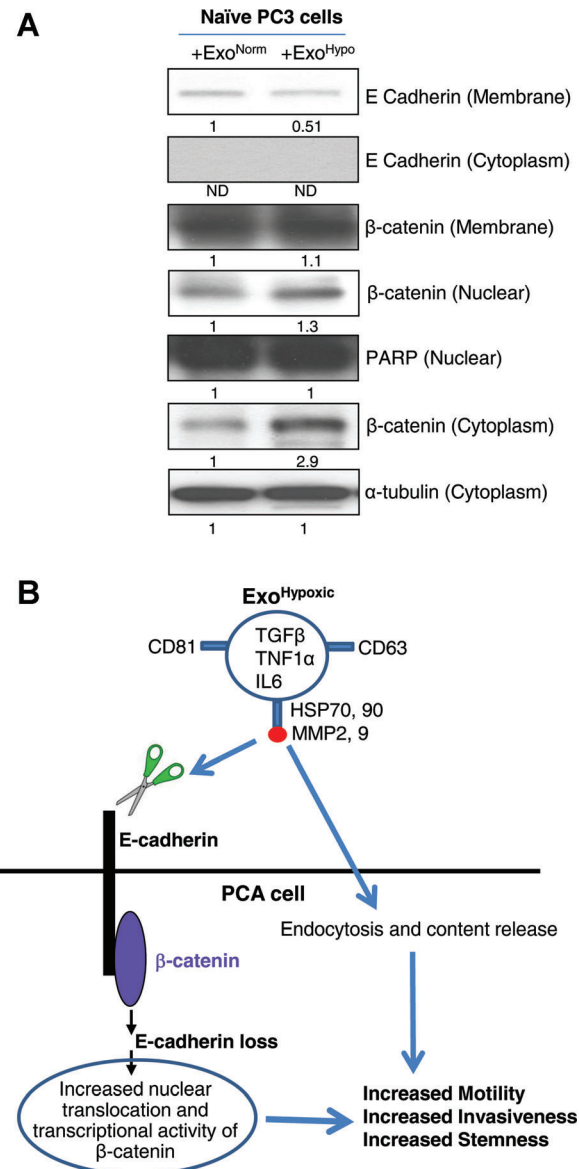 A
Naïve PC3 cells
+Exo^Norm +Exo^Hypo
E Cadherin (Membrane)
1 0.51
E Cadherin (Cytoplasm)
ND ND
β-catenin (Membrane)
1 1.1
β-catenin (Nuclear)
1 1.3
PARP (Nuclear)
1 1
β-catenin (Cytoplasm)
1 2.9
α-tubulin (Cytoplasm)
1 1
B
Exo^Hypoxic
CD81
TGFβ
TNF1α
IL6
CD63
HSP70, 90
MMP2, 9
E-cadherin
PCA cell
Endocytosis and content release
β-catenin
E-cadherin loss
Increased nuclear
translocation and
transcriptional activity of
β-catenin
Increased Motility
Increased Invasiveness
Increased Stemness